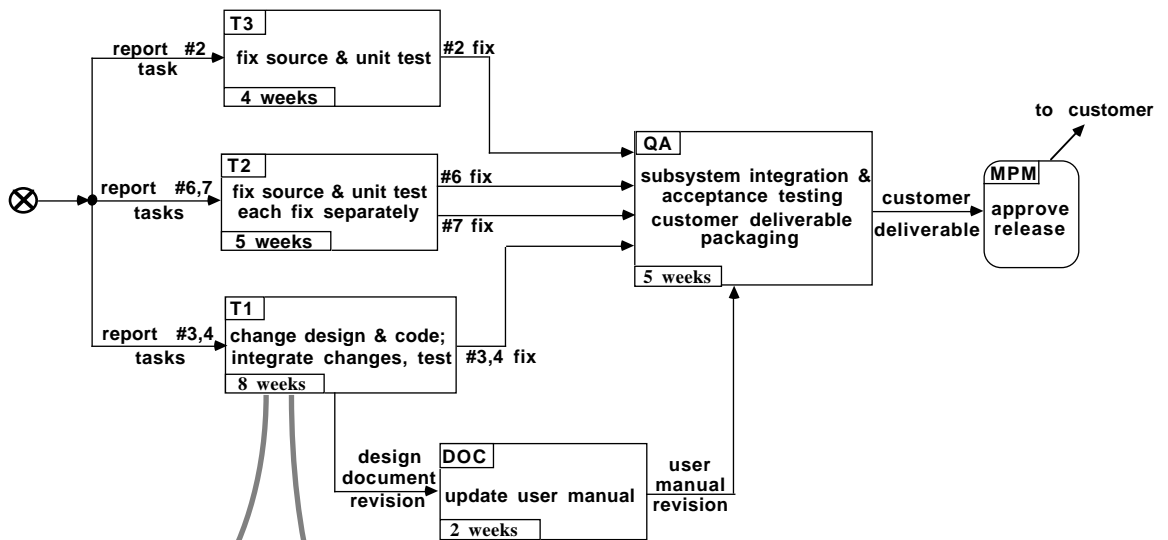 T3
report #2
task
fix source & unit test
4 weeks
#2 fix
to customer
T2
report #6,7
tasks
fix source & unit test
each fix separately
5 weeks
#6 fix
#7 fix
QA
subsystem integration &
acceptance testing
customer deliverable
packaging
5 weeks
customer
deliverable
MPM
approve
release
T1
report #3,4
tasks
change design & code;
integrate changes, test
8 weeks
#3,4 fix
design
document
revision
DOC
update user manual
2 weeks
user
manual
revision